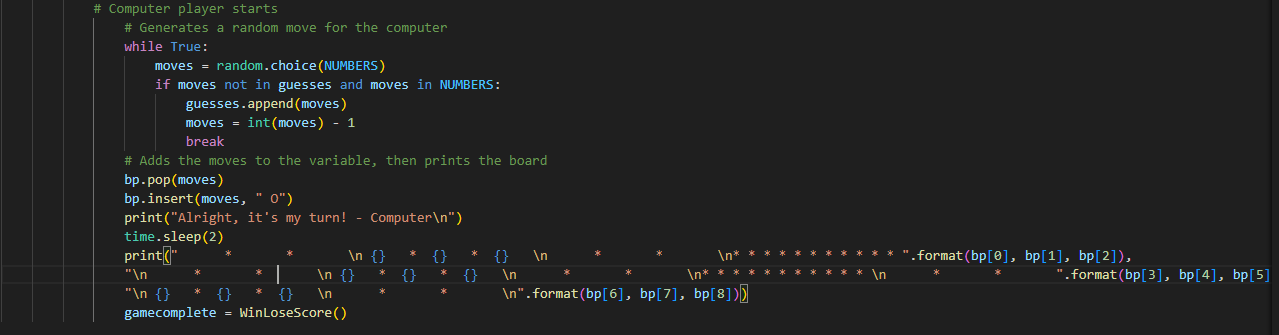 # Computer player starts
# Generates a random move for the computer
while True:
moves = random.choice(NUMBERS)
if moves not in guesses and moves in NUMBERS:
guesses.append(moves)
moves = int(moves) - 1
break
# Adds the moves to the variable, then prints the board
bp.pop(moves)
bp.insert(moves, " O")
print("Alright, it's my turn! - Computer\n")
time.sleep(2)
print("      *       *       \n {}   *  {}   *  {}   \n      *       *       \n* * * * * * * * * * * ".format(bp[0], bp[1], bp[2]),
"\n      *       *       \n {}   *  {}   *  {}   \n      *       *       \n* * * * * * * * * * * \n      *       *       ".format(bp[3], bp[4], bp[5]
"\n {}   *  {}   *  {}   \n      *       *       \n".format(bp[6], bp[7], bp[8]))
gamecomplete = WinLoseScore()